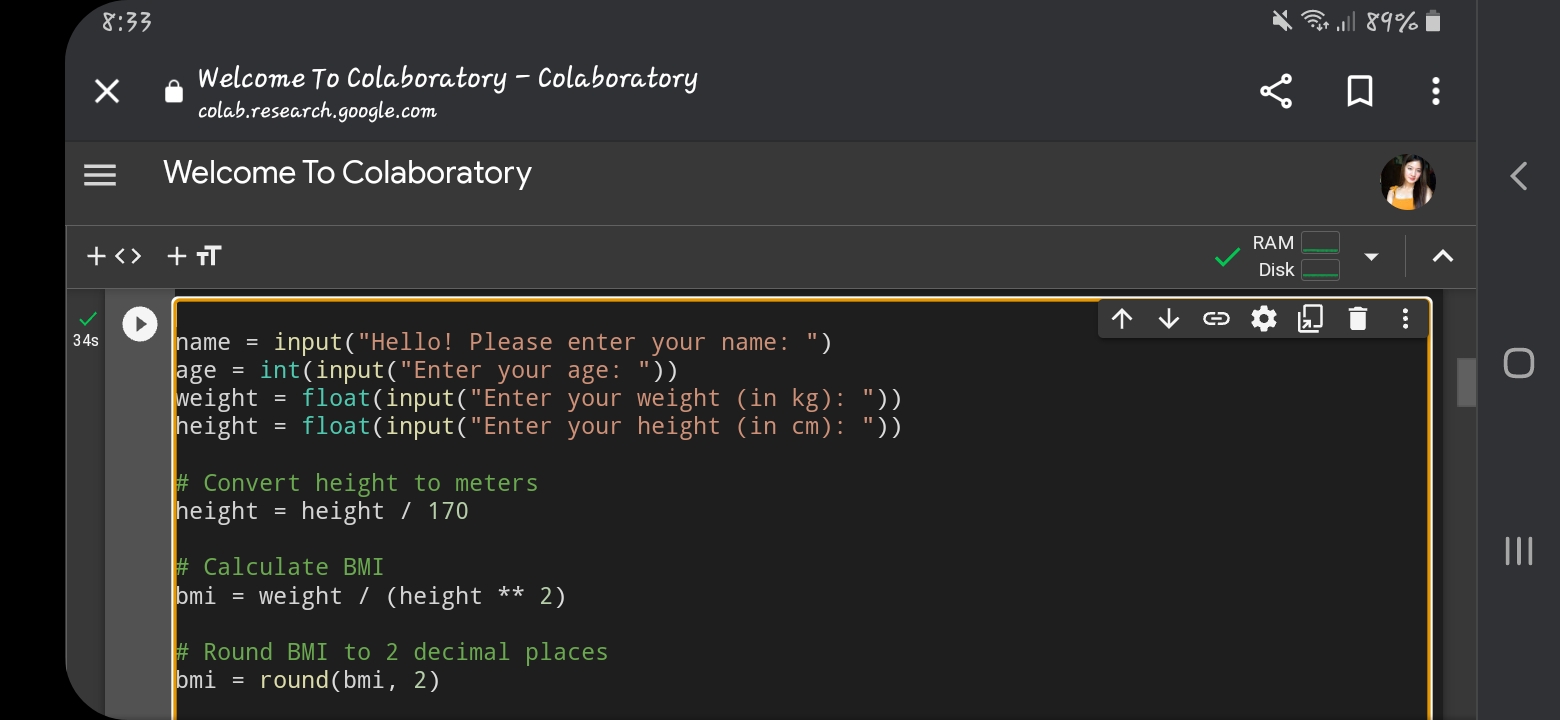 8:33
89%
Welcome To Colaboratory – Colaboratory
colab.research.google.com
Welcome To Colaboratory
+ <> + TT
RAM
Disk
34s
name = input("Hello! Please enter your name: ")
age = int(input("Enter your age: "))
weight = float(input("Enter your weight (in kg): "))
height = float(input("Enter your height (in cm): "))
# Convert height to meters
height = height / 170
# Calculate BMI
bmi = weight / (height ** 2)
# Round BMI to 2 decimal places
bmi = round(bmi, 2)